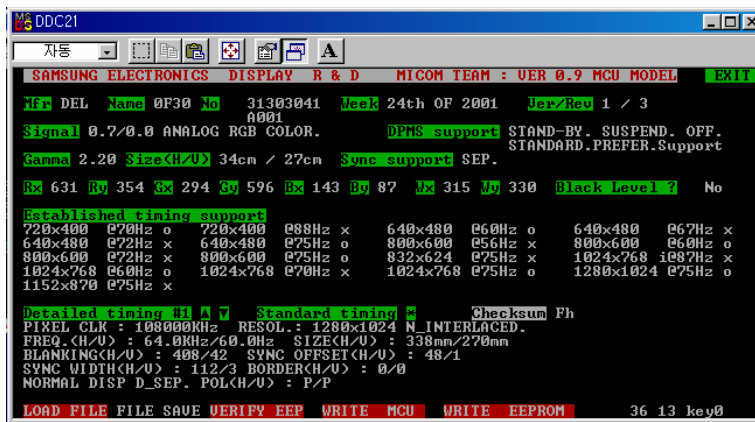 DDC21
자동
A
SAMSUNG ELECTRONICS DISPLAY R & D MICOM TEAM : VER 0.9 MCU MODEL EXIT
Mfr DEL Name 0F30 No 31303041 Week 24th OF 2001 Ver/Rev 1 / 3
A001
Signal 0.7/0.0 ANALOG RGB COLOR. DPMS support STAND-BY. SUSPEND. OFF.
STANDARD.PREFER.Support
Gamma 2.20 Size(H/V) 34cm / 27cm Sync support SEP.
Rx 631 Ry 354 Gx 294 Gy 596 Bx 143 By 87 Wx 315 Wy 330 Black Level ? No
Established timing support
720x400 @70Hz o 720x400 @88Hz x 640x480 @60Hz o 640x480 @67Hz x
640x480 @72Hz x 640x480 @75Hz o 800x600 @56Hz x 800x600 @60Hz o
800x600 @72Hz x 800x600 @75Hz o 832x624 @75Hz x 1024x768 i@87Hz x
1024x768 @60Hz o 1024x768 @70Hz x 1024x768 @75Hz o 1280x1024 @75Hz o
1152x870 @75Hz x
Detailed timing #1 ▲ ▼ Standard timing * Checksum Fh
PIXEL CLK : 108000KHz RESOL.: 1280x1024 N_INTERLACED.
FREQ.(H/V) : 64.0KHz/60.0Hz SIZE(H/V) : 338mm/270mm
BLANKING(H/V) : 408/42 SYNC OFFSET(H/V) : 48/1
SYNC WIDTH(H/V) : 112/3 BORDER(H/V) : 0/0
NORMAL DISP D_SEP. POL(H/V) : P/P
LOAD FILE FILE SAVE VERIFY EEP WRITE MCU WRITE EEPROM 36 13 key0